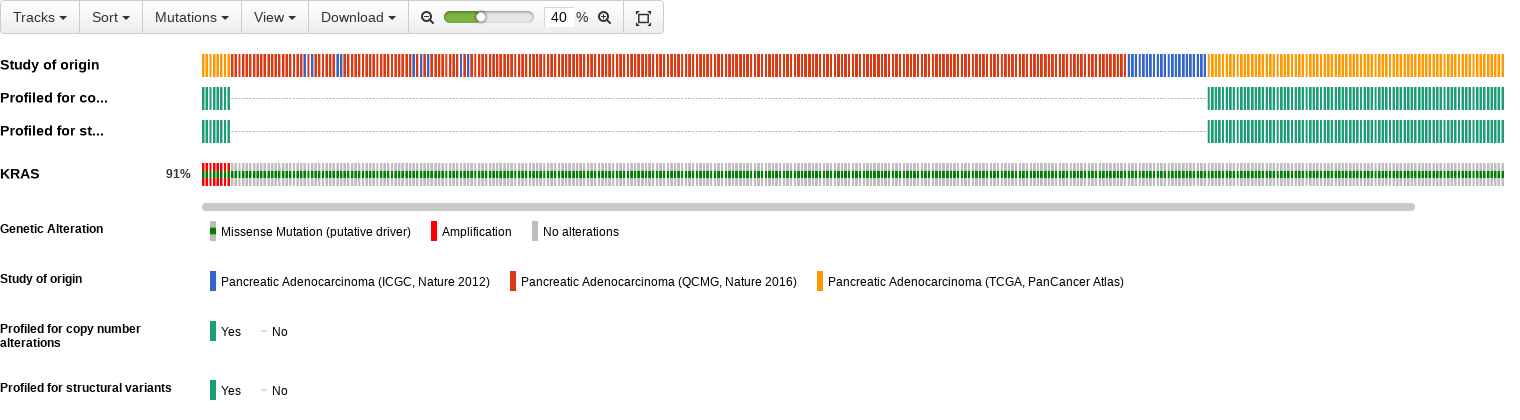 Tracks Sort Mutations View Download 40 %
Study of origin
Profiled for co...
Profiled for st...
KRAS 91%
Genetic Alteration Missense Mutation (putative driver) Amplification No alterations
Study of origin Pancreatic Adenocarcinoma (ICGC, Nature 2012) Pancreatic Adenocarcinoma (QCMG, Nature 2016) Pancreatic Adenocarcinoma (TCGA, PanCancer Atlas)
Profiled for copy number
alterations
Yes No
Profiled for structural variants Yes No